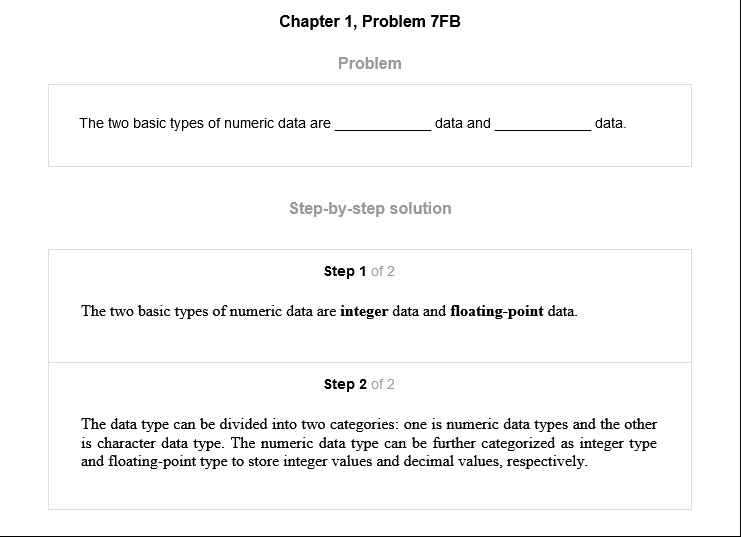 Chapter 1, Problem 7FB
Problem
The two basic types of numeric data are ____________ data and ____________ data.
Step-by-step solution
Step 1 of 2
The two basic types of numeric data are integer data and floating-point data.
Step 2 of 2
The data type can be divided into two categories: one is numeric data types and the other
is character data type. The numeric data type can be further categorized as integer type
and floating-point type to store integer values and decimal values, respectively.